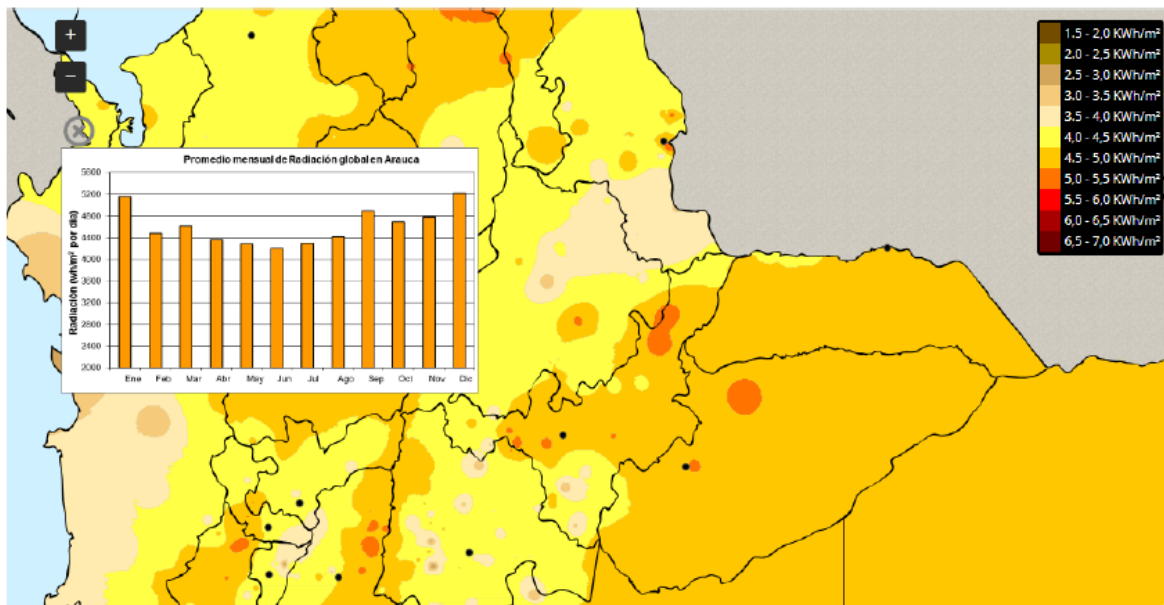 +
−
1.5 - 2,0 KWh/m²
2.0 - 2,5 KWh/m²
2.5 - 3,0 KWh/m²
3.0 - 3.5 KWh/m²
3.5 - 4,0 KWh/m²
4,0 - 4,5 KWh/m²
4.5 - 5,0 KWh/m²
5,0 - 5,5 KWh/m²
5.5 - 6,0 KWh/m²
6,0 - 6,5 KWh/m²
6,5 - 7,0 KWh/m²
Promedio mensual de Radiación global en Arauca
Radiación (wh/m² por día)
5600
5200
4800
4400
4000
3600
3200
2800
2400
2000
Ene Feb Mar Abr May Jun Jul Ago Sep Oct Nov Dic